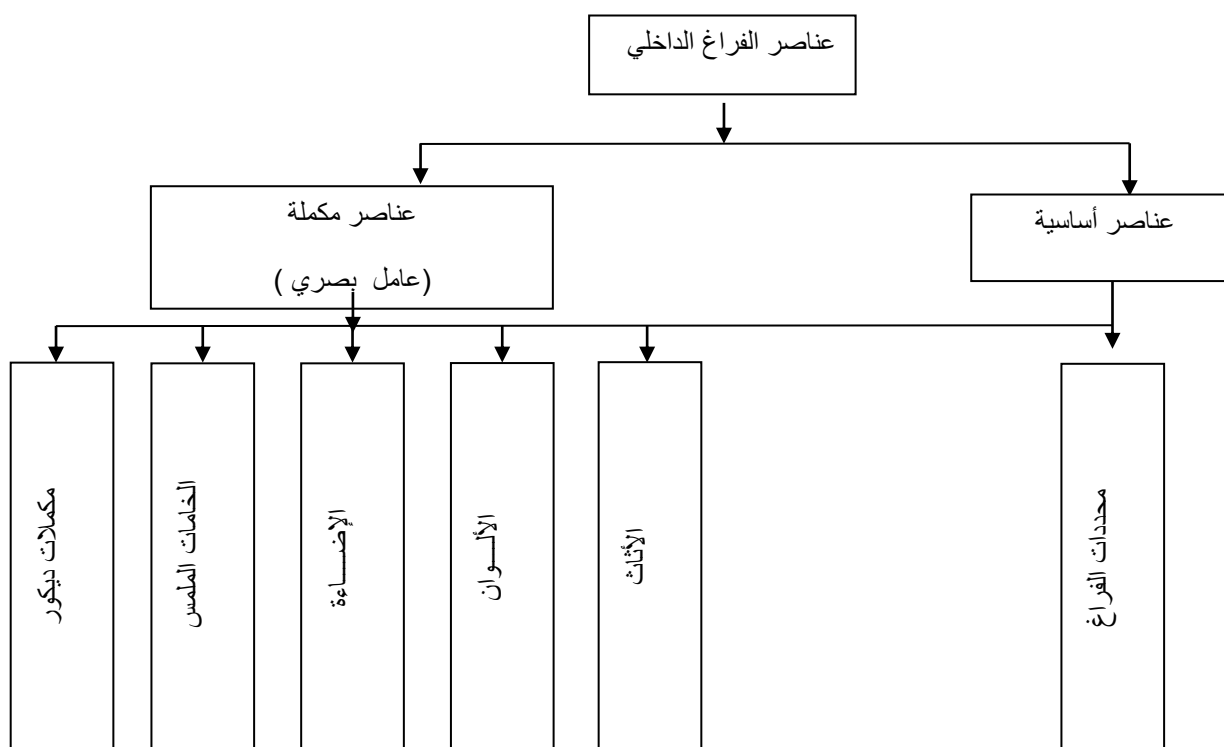 عناصر الفراغ الداخلي
عناصر أساسية
عناصر مكملة
(عامل بصري )
محددات الفراغ
الأثاث
الألــوان
الإضــــاءة
الخامات الملمس
مكملات ديكور